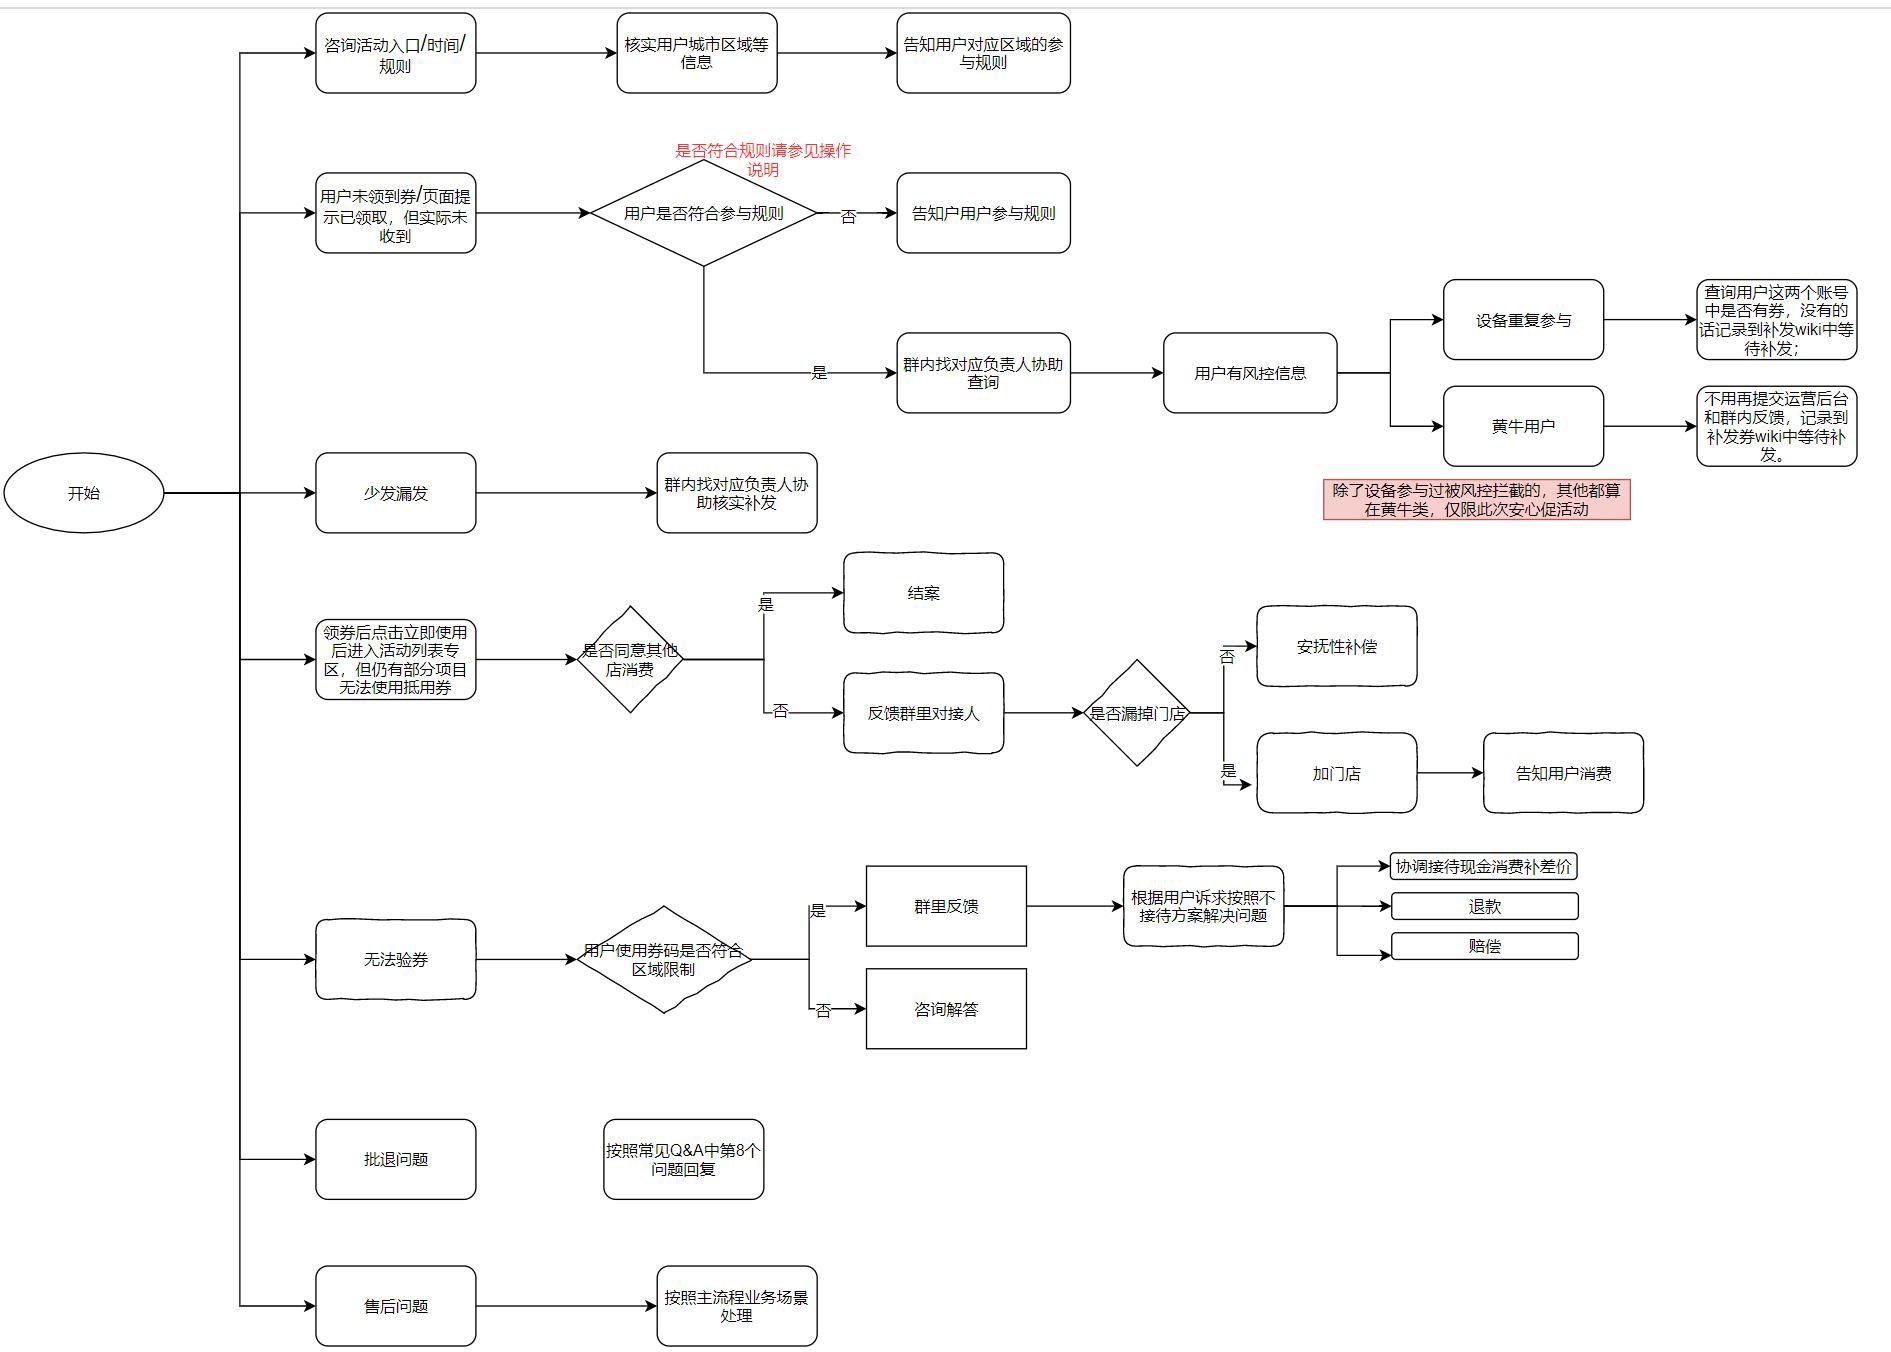 咨询活动入口/时间/
规则
核实用户城市区域等
信息
告知用户对应区域的参
与规则
是否符合规则请参见操作
说明
用户未领到券/页面提
示已领取，但实际未
收到
用户是否符合参与规则
否
告知户用户参与规则
是
群内找对应负责人协助
查询
用户有风控信息
设备重复参与
查询用户这两个账号
中是否有券，没有的
话记录到补发wiki中等
待补发；
黄牛用户
不用再提交运营后台
和群内反馈，记录到
补发券wiki中等待补
发。
除了设备参与过被风控拦截的，其他都算
在黄牛类，仅限此次安心促活动
开始
少发漏发
群内找对应负责人协
助核实补发
领券后点击立即使用
后进入活动列表专
区，但仍有部分项目
无法使用抵用券
是否同意其他
店消费
是
结案
否
反馈群里对接人
是否漏掉门店
否
安抚性补偿
是
加门店
告知用户消费
无法验券
用户使用券码是否符合
区域限制
是
群里反馈
根据用户诉求按照不
接待方案解决问题
协调接待现金消费补差价
退款
赔偿
否
咨询解答
批退问题
按照常见Q&A中第8个
问题回复
售后问题
按照主流程业务场景
处理